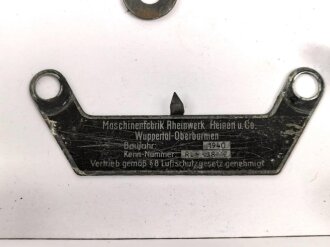 Maschinenfabrik Rheinwerk Heinen u. Co.
Wuppertal-Oberbarmen
Baujahr: 1940
Kenn-Nummer:
Vertrieb gemäß §8 Luftschutzgesetz genehmigt